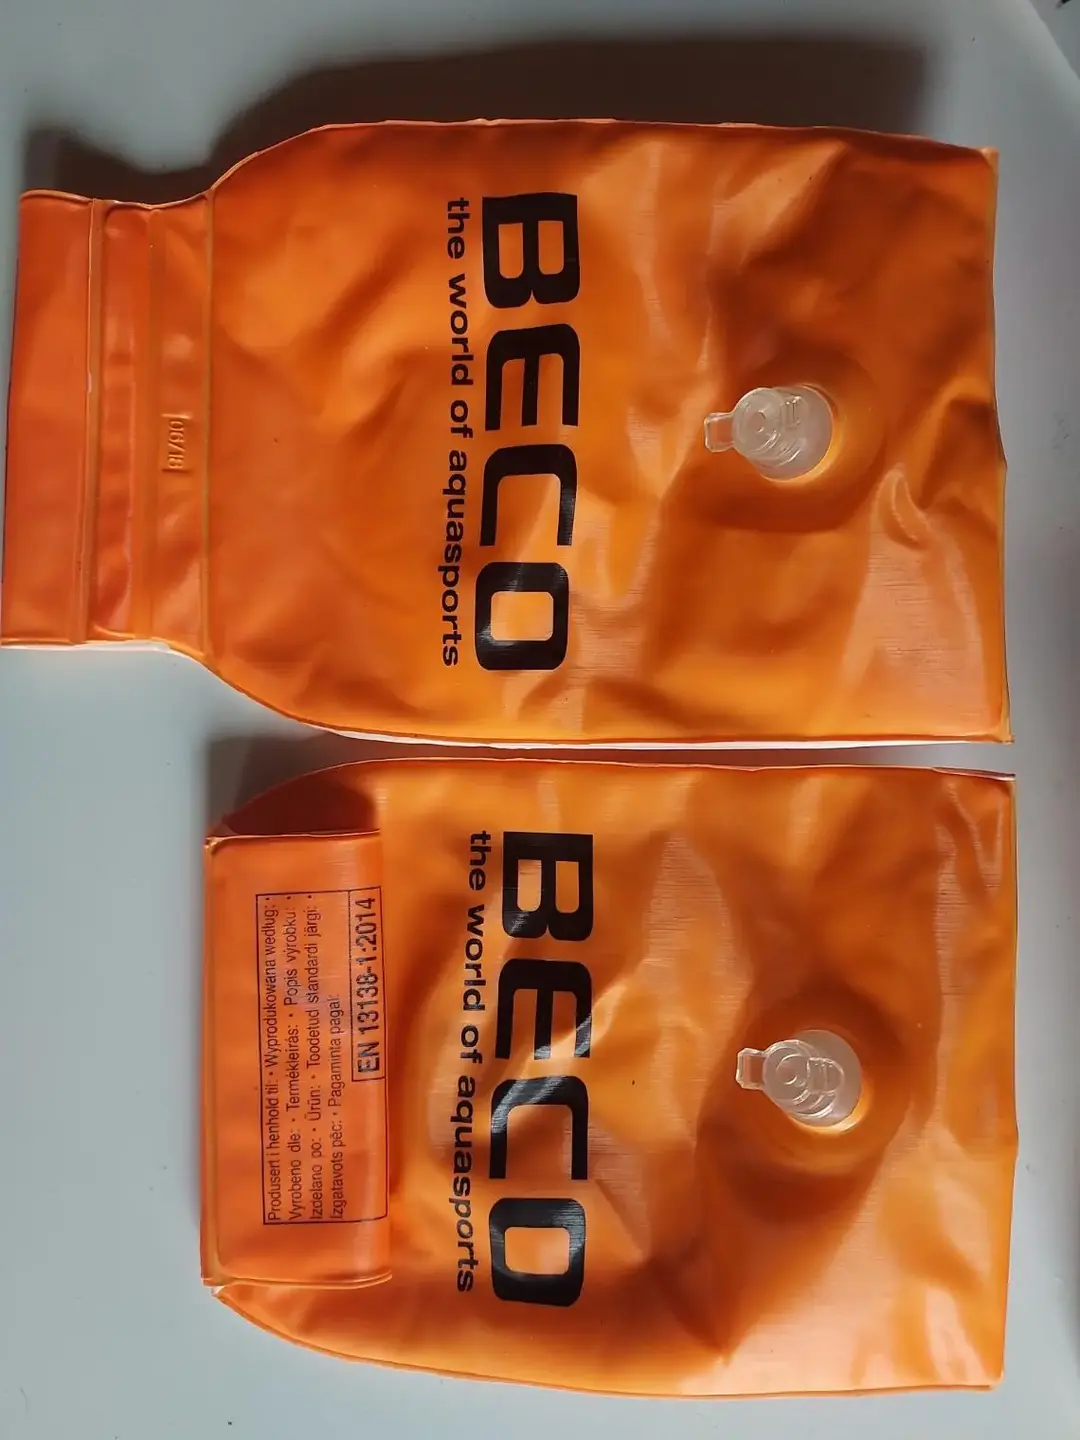 BECO
the world of aquasports
06/18
BECO
the world of aquasports
Produsert i henhold til: • Wyprodukowana według: •
Vyrobeno dle: • Termékleírás: • Popis výrobku: •
Izdelano po: • Ürün: • Toodetud standardi järgi: •
Izgatavots pēc: • Pagaminta pagal:
EN 13138-1:2014